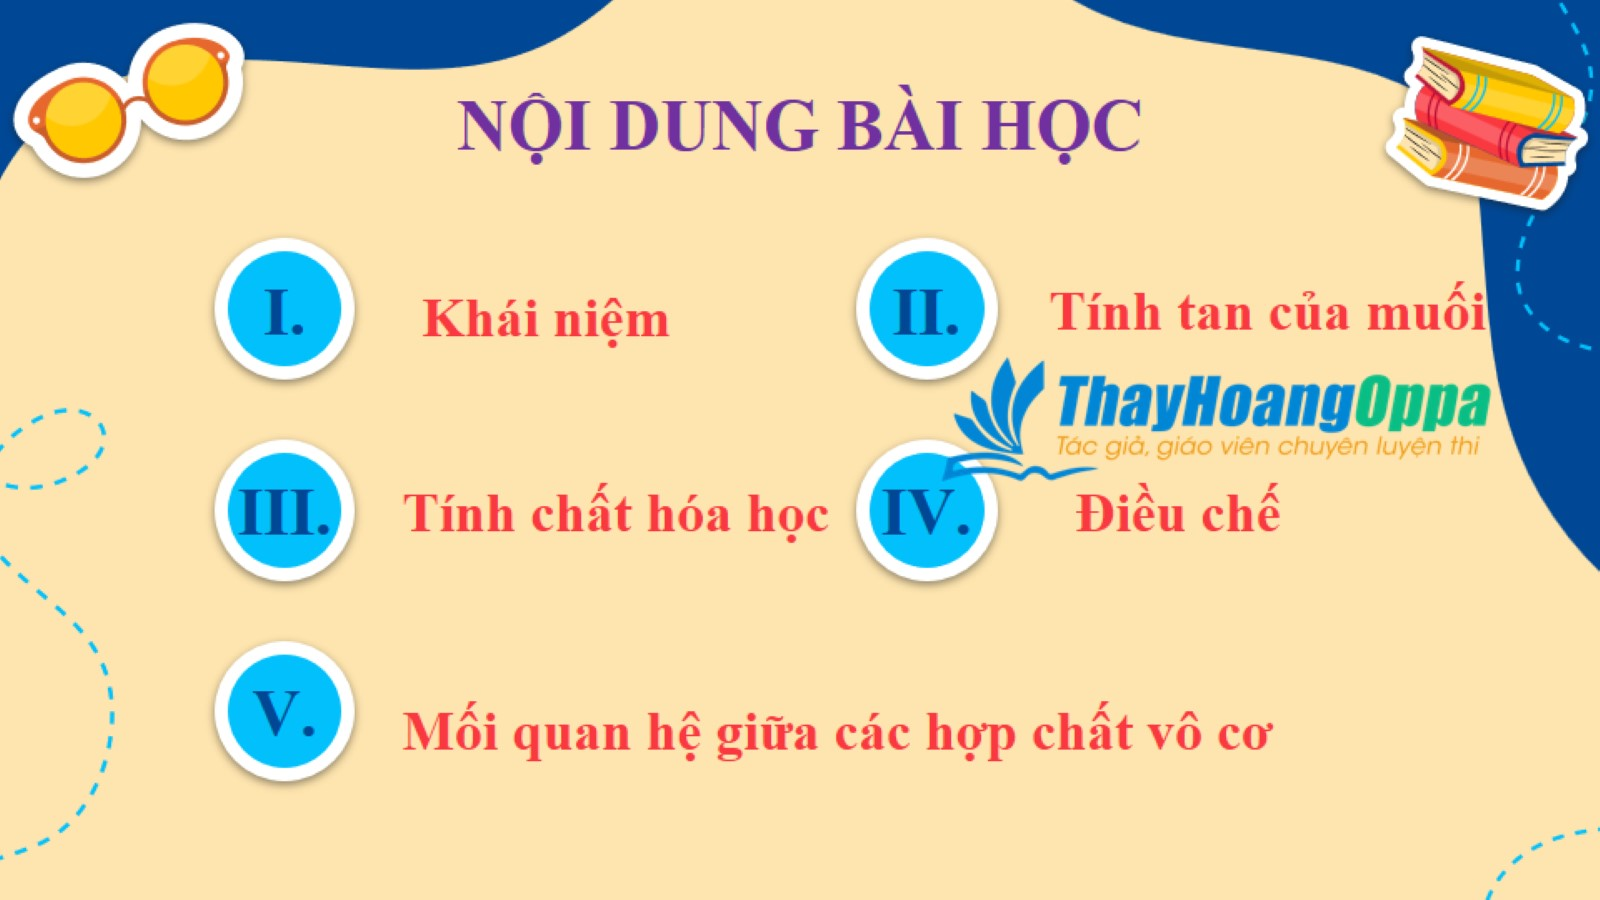 NỘI DUNG BÀI HỌC
I.
Khái niệm
II.
Tính tan của muối
ThayHoangOppa
Tác giả, giáo viên chuyên luyện thi
III.
Tính chất hóa học
IV.
Điều chế
V.
Mối quan hệ giữa các hợp chất vô cơ